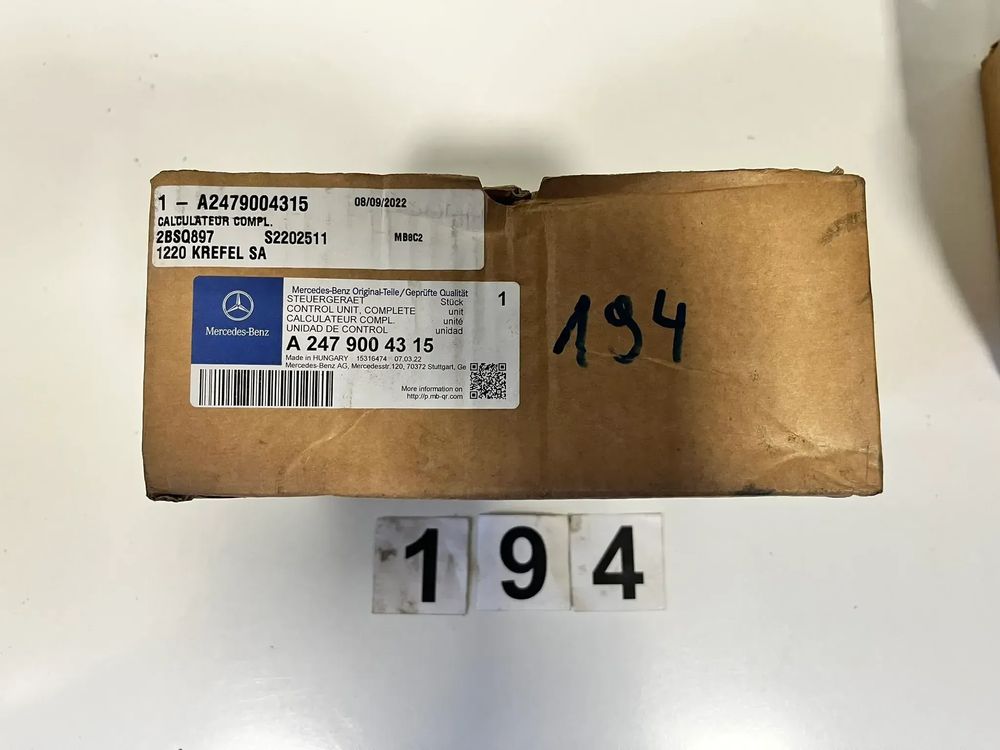 1 - A2479004315 08/09/2022
CALCULATEUR COMPL.
2BSQ897 S2202511 MB8C2
1220 KREFEL SA
Mercedes-Benz
Mercedes-Benz Original-Teile/Geprüfte Qualität
STEUERGERAET Stück 1
CONTROL UNIT, COMPLETE unit
CALCULATEUR COMPL. unité
UNIDAD DE CONTROL unidad
A 247 900 43 15
Made in HUNGARY 15316474 07.03.22
Mercedes-Benz AG, Mercedesstr.120, 70372 Stuttgart, Ge
More information on
http://p.mb-qr.com
194
1 9 4